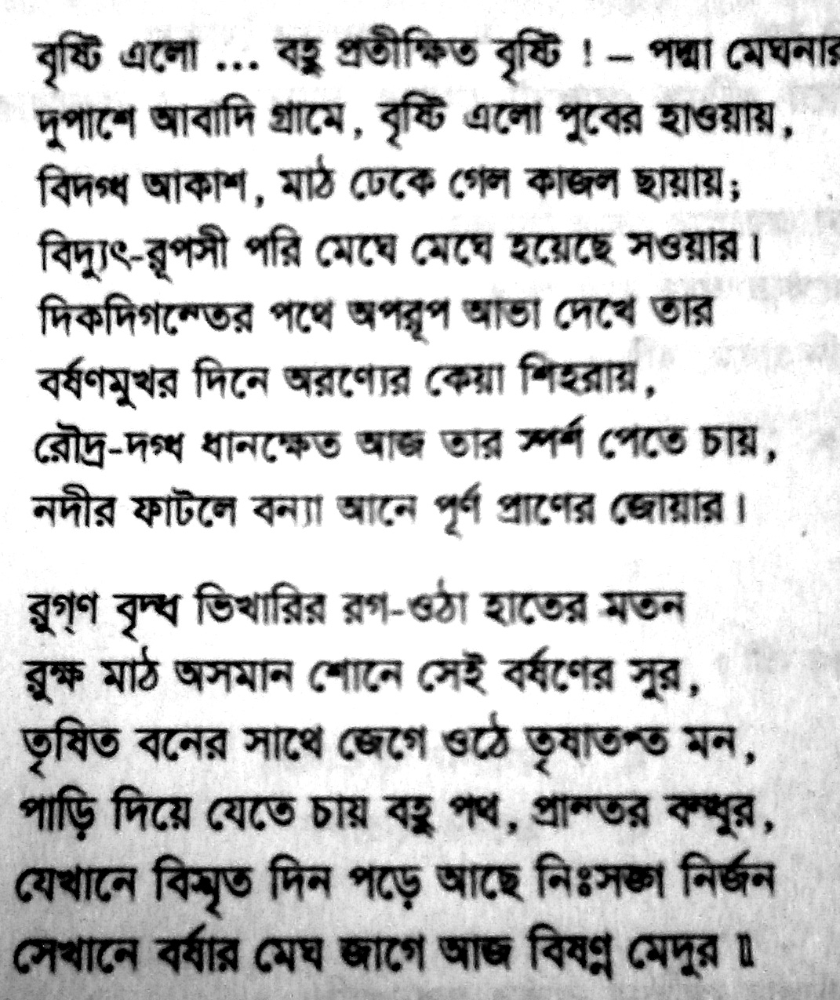 বৃষ্টি এলো ... বহু প্রতীক্ষিত বৃষ্টি ! – পদ্মা মেঘনার
দুপাশে আবাদি গ্রামে, বৃষ্টি এলো পুবের হাওয়ায়,
বিদগ্ধ আকাশ, মাঠ ঢেকে গেল কাজল ছায়ায়;
বিদ্যুৎ-রূপসী পরি মেঘে মেঘে হয়েছে সওয়ার।
দিকদিগন্তের পথে অপরূপ আভা দেখে তার
বর্ষণমুখর দিনে অরণ্যের কেয়া শিহরায়,
রৌদ্র-দগ্ধ ধানক্ষেত আজ তার স্পর্শ পেতে চায়,
নদীর ফাটলে বন্যা আনে পূর্ণ প্রাণের জোয়ার।
রুগ্‌ণ বৃদ্ধ ভিখারির রগ-ওঠা হাতের মতন
রুক্ষ মাঠ অসমান শোনে সেই বর্ষণের সুর,
তৃষিত বনের সাথে জেগে ওঠে তৃষাতপ্ত মন,
পাড়ি দিয়ে যেতে চায় বহু পথ, প্রান্তর বন্ধুর,
যেখানে বিস্মৃত দিন পড়ে আছে নিঃসঙ্গ নির্জন
সেখানে বর্ষার মেঘ জাগে আজ বিষণ্ন মেদুর॥